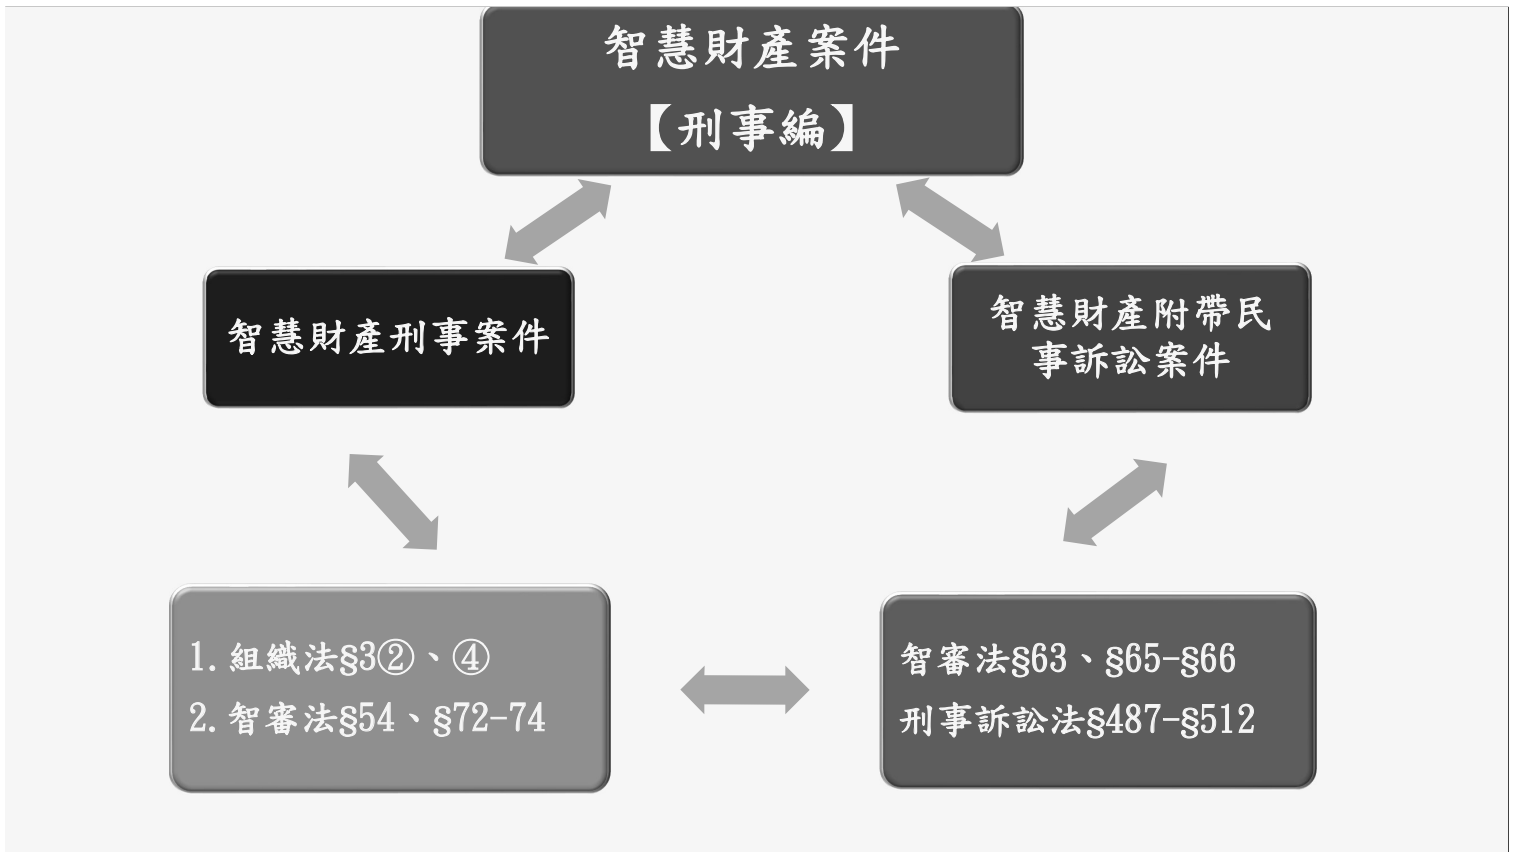 智慧財產案件
【刑事編】
智慧財產刑事案件
智慧財產附帶民
事訴訟案件
1.組織法§3②、④
2.智審法§54、§72-74
智審法§63、§65-§66
刑事訴訟法§487-§512